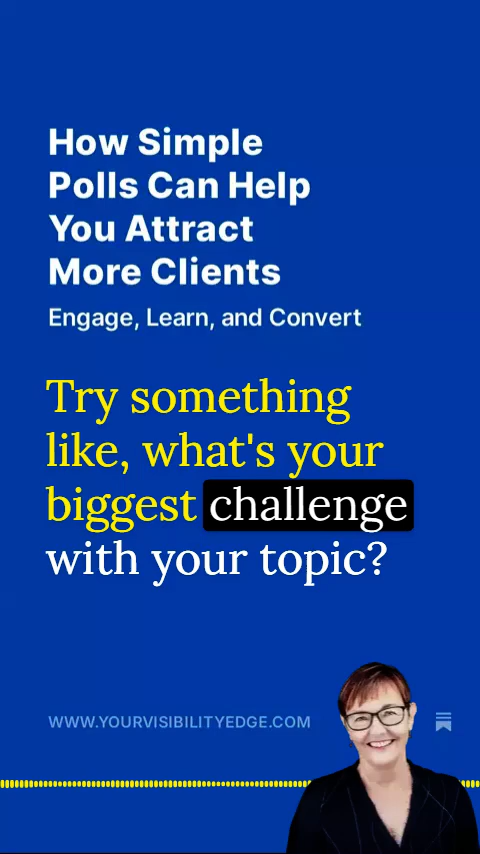 How Simple
Polls Can Help
You Attract
More Clients
Engage, Learn, and Convert
Try something
like, what's your
biggest challenge
with your topic?
WWW.YOURVISIBILITYEDGE.COM